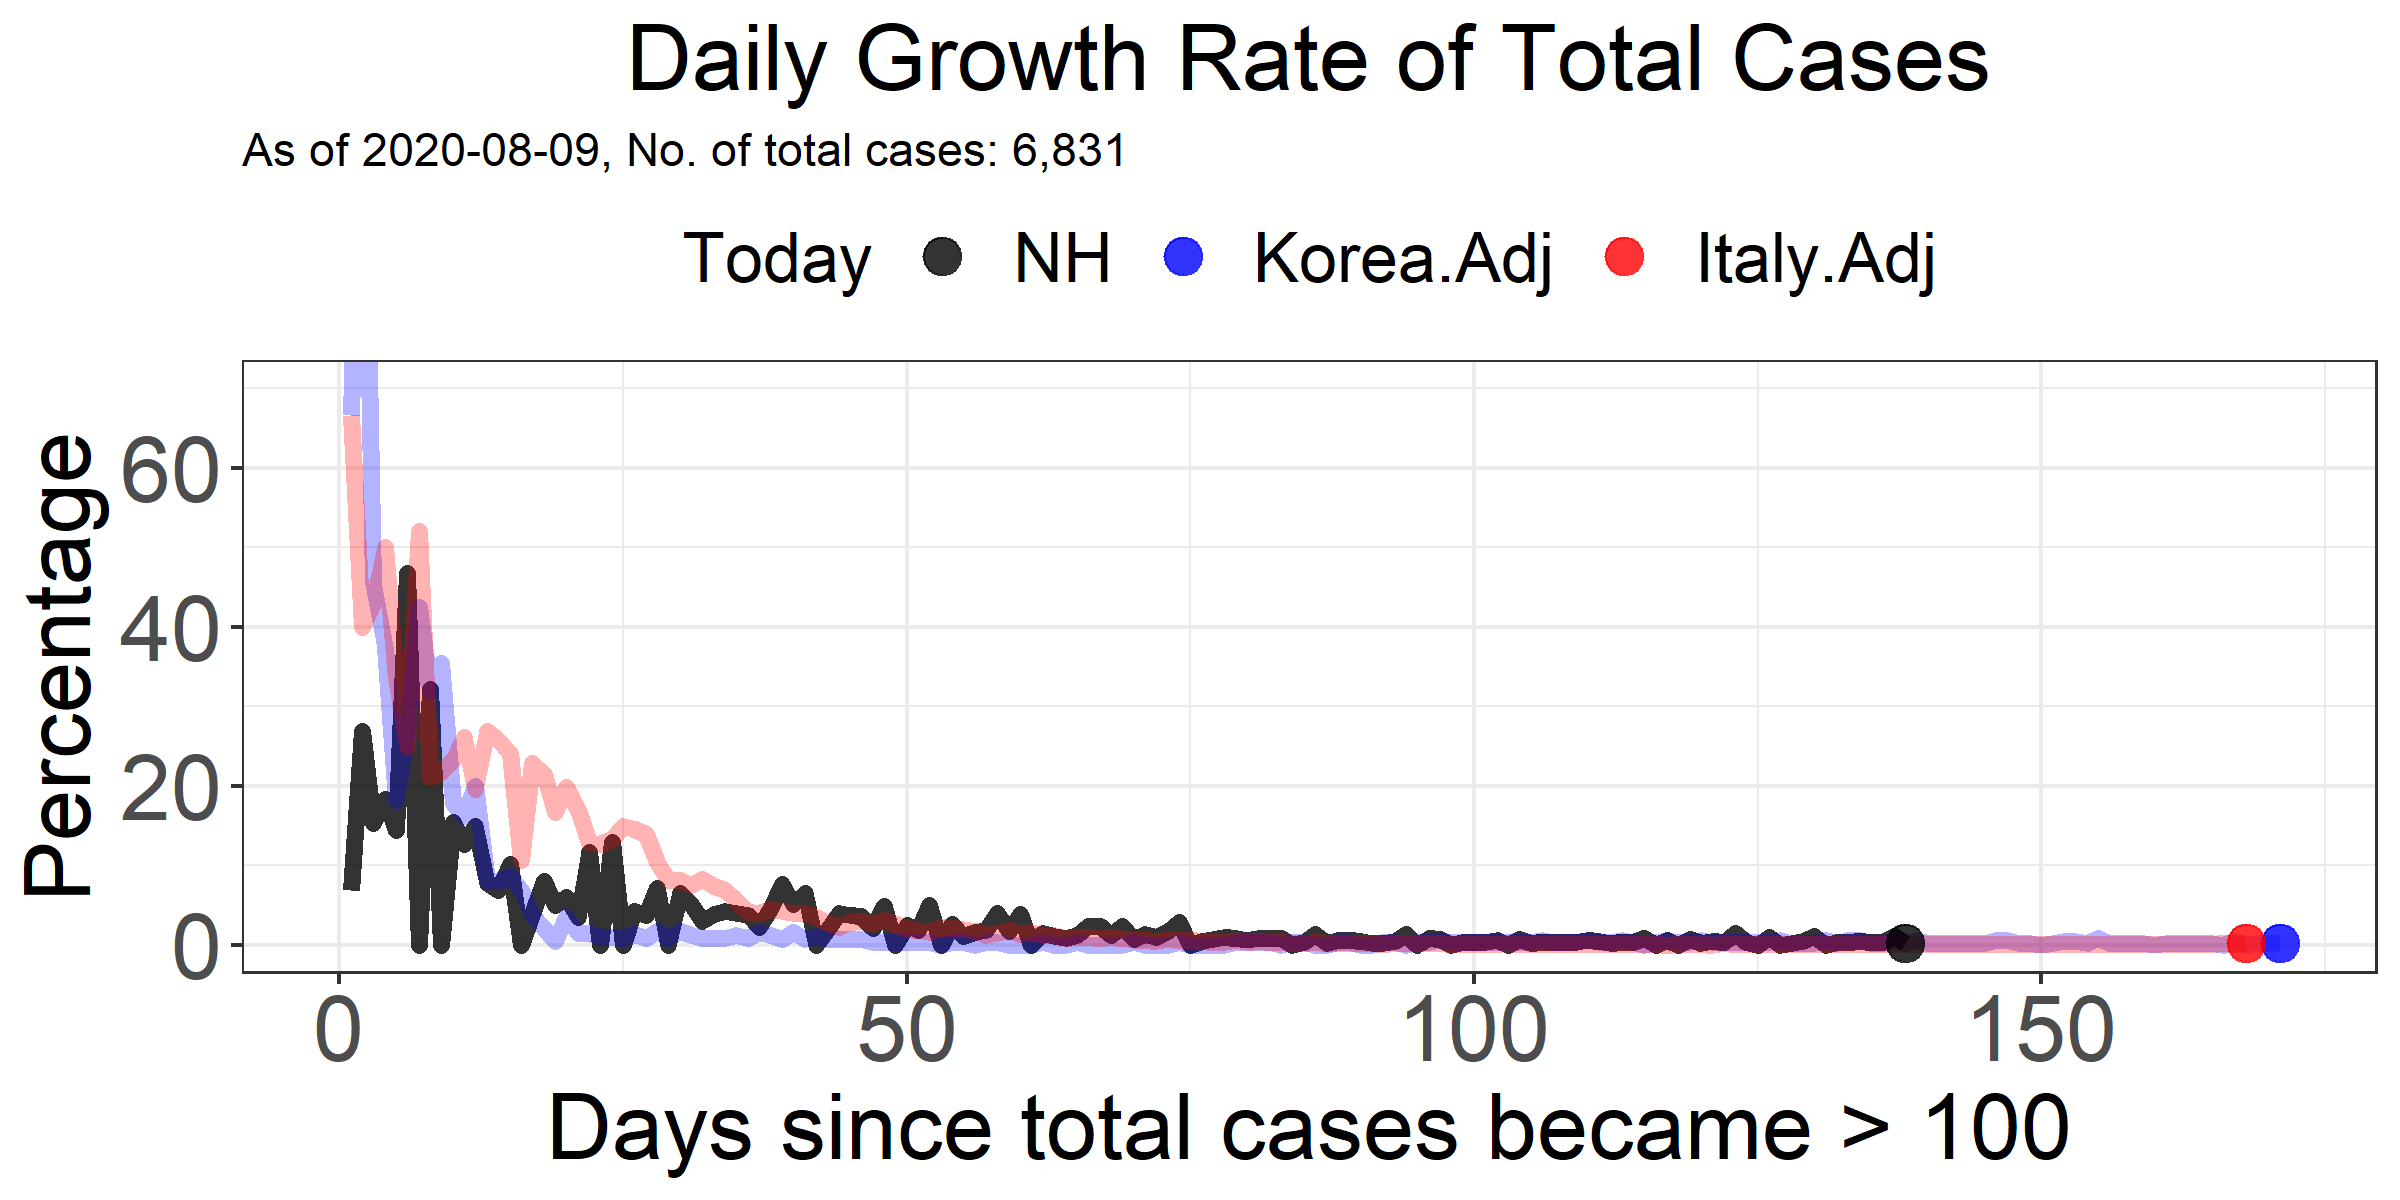 Daily Growth Rate of Total Cases
As of 2020-08-09, No. of total cases: 6,831
Today NH Korea.Adj Italy.Adj
Percentage
60
40
20
0
0 50 100 150
Days since total cases became > 100